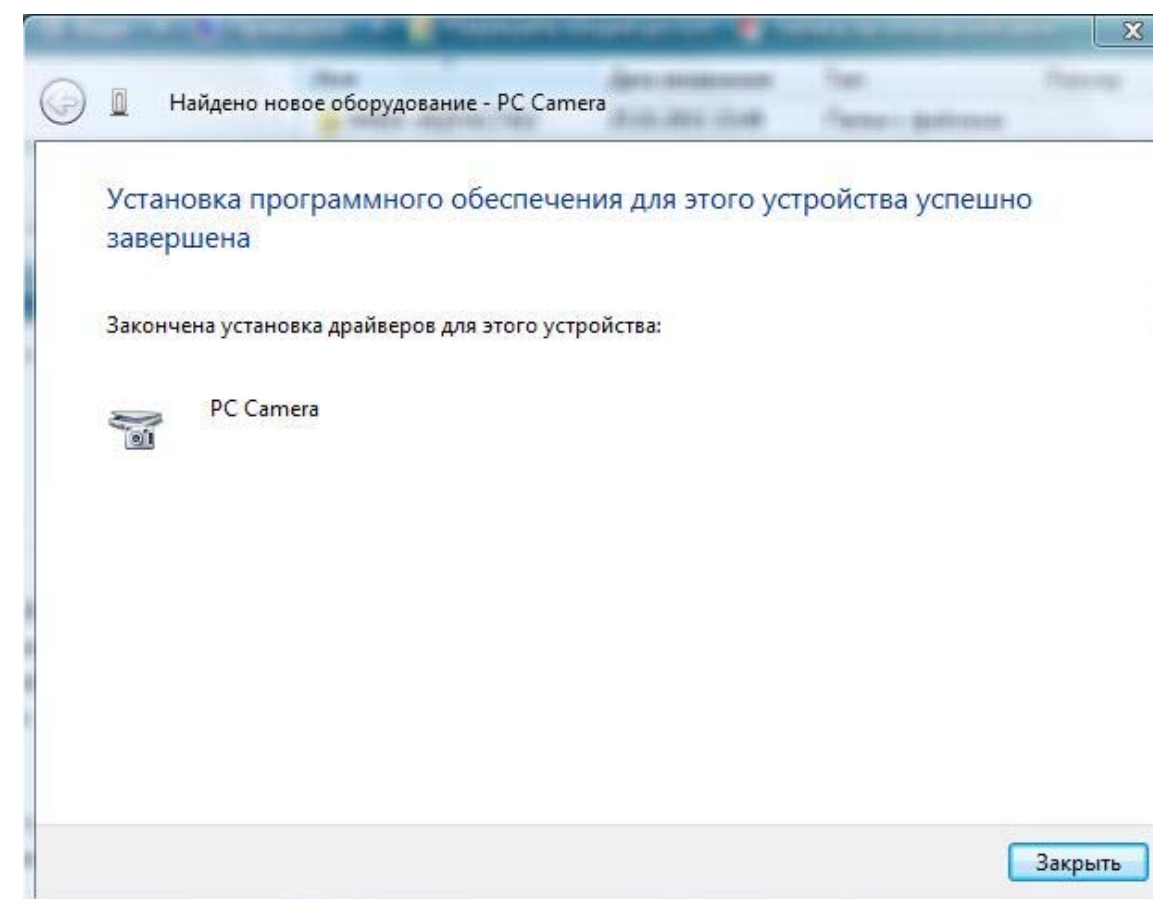 Найдено новое оборудование - PC Camera
Установка программного обеспечения для этого устройства успешно
завершена
Закончена установка драйверов для этого устройства:
PC Camera
Закрыть